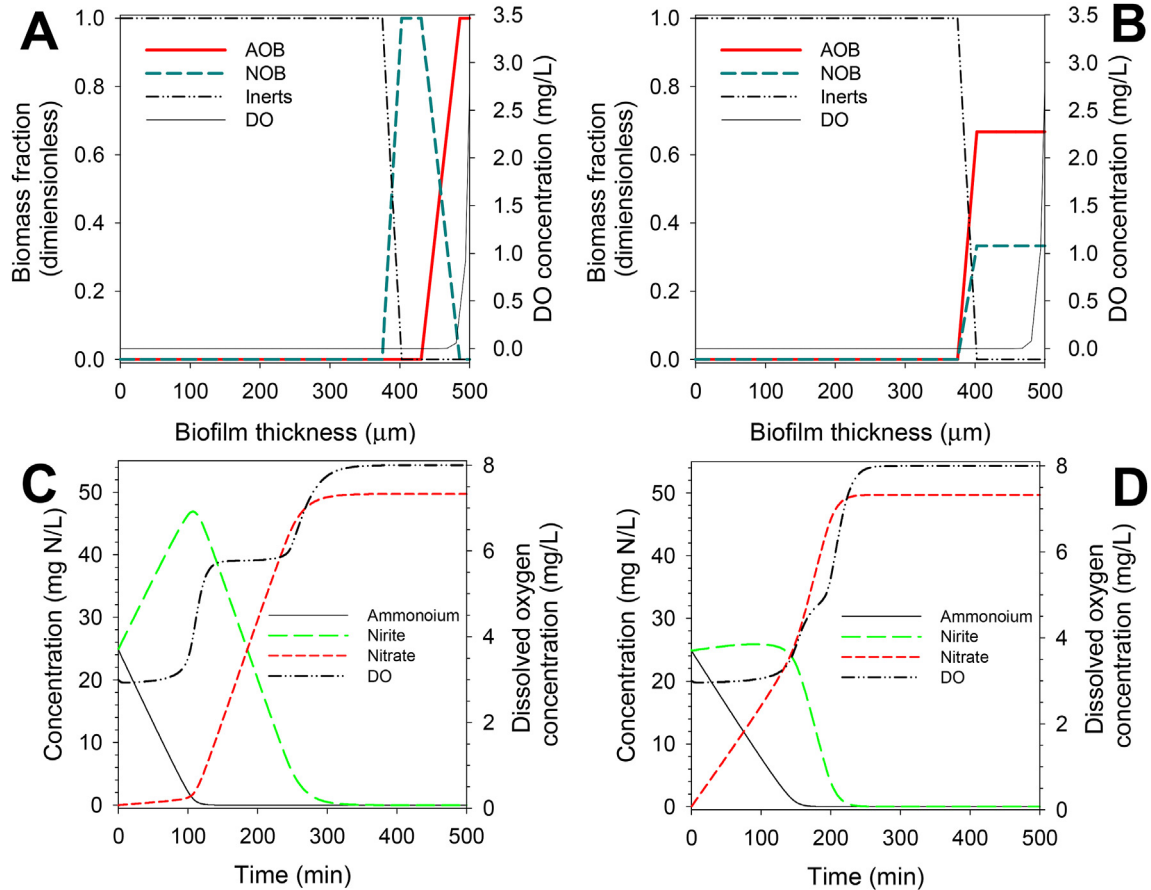 A
1.0
0.8
0.6
0.4
0.2
0.0
Biomass fraction
(dimiensionless)
AOB
NOB
Inerts
DO
3.5
3.0
2.5
2.0
1.5
1.0
0.5
0.0
DO concentration (mg/L)
0 100 200 300 400 500
Biofilm thickness (μm)
B
1.0
0.8
0.6
0.4
0.2
0.0
Biomass fraction
(dimiensionless)
AOB
NOB
Inerts
DO
3.5
3.0
2.5
2.0
1.5
1.0
0.5
0.0
DO concentration (mg/L)
0 100 200 300 400 500
Biofilm thickness (μm)
C
50
40
30
20
10
0
Concentration (mg N/L)
Ammonoium
Nirite
Nitrate
DO
8
6
4
2
0
Dissolved oxygen
concentration (mg/L)
0 100 200 300 400 500
Time (min)
D
50
40
30
20
10
0
Concentration (mg N/L)
Ammonoium
Nirite
Nitrate
DO
8
6
4
2
0
Dissolved oxygen
concentration (mg/L)
0 100 200 300 400 500
Time (min)